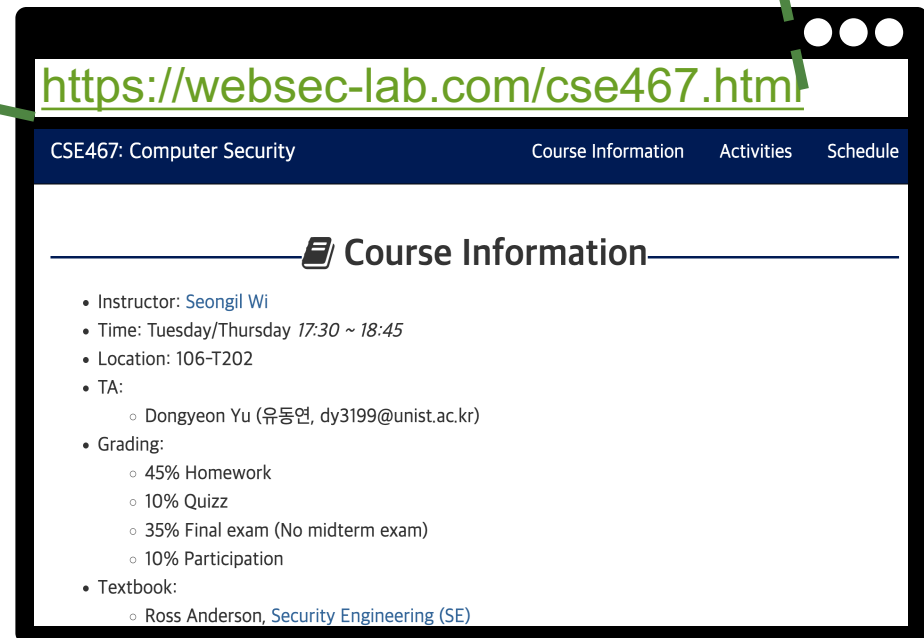 https://websec-lab.com/cse467.html
CSE467: Computer Security Course Information Activities Schedule
Course Information
• Instructor: Seongil Wi
• Time: Tuesday/Thursday 17:30 ~ 18:45
• Location: 106-T202
• TA:
◦ Dongyeon Yu (유동연, dy3199@unist.ac.kr)
• Grading:
◦ 45% Homework
◦ 10% Quizz
◦ 35% Final exam (No midterm exam)
◦ 10% Participation
• Textbook:
◦ Ross Anderson, Security Engineering (SE)